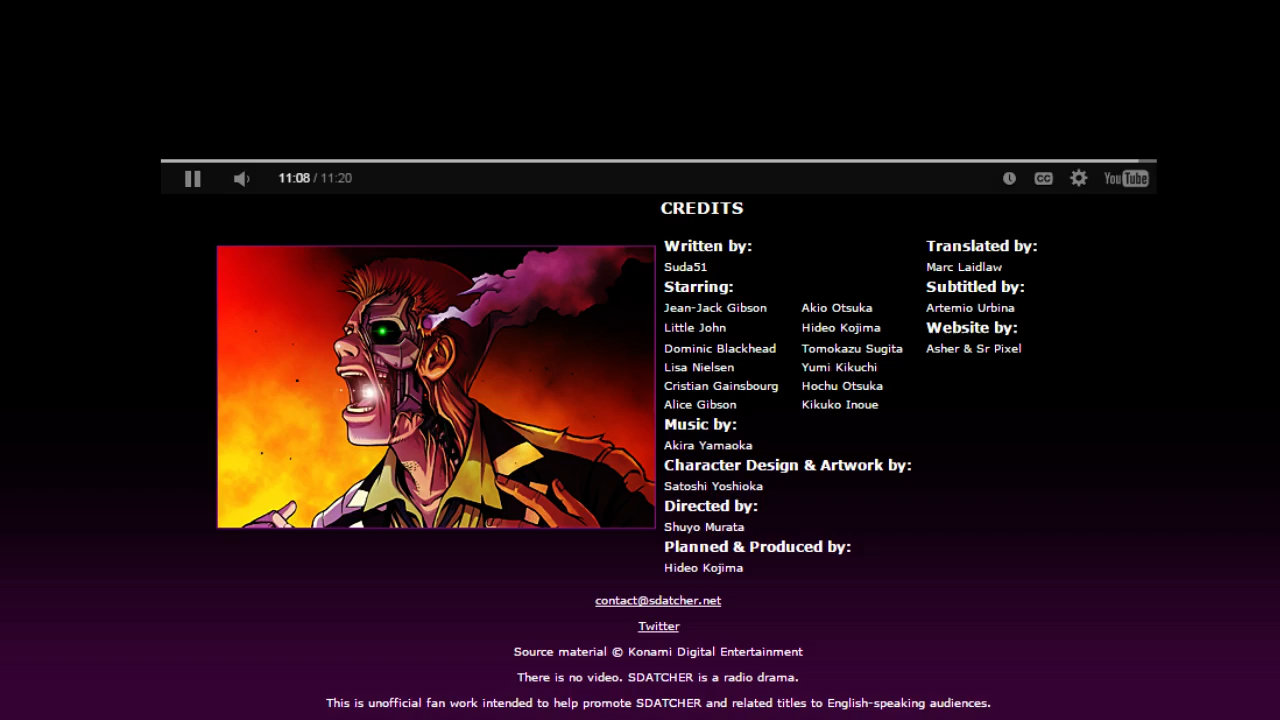 11:08 / 11:20
CC
YouTube
CREDITS
Written by:
Suda51
Starring:
Jean-Jack Gibson Akio Otsuka
Little John Hideo Kojima
Dominic Blackhead Tomokazu Sugita
Lisa Nielsen Yumi Kikuchi
Cristian Gainsbourg Hochu Otsuka
Alice Gibson Kikuko Inoue
Music by:
Akira Yamaoka
Character Design & Artwork by:
Satoshi Yoshioka
Directed by:
Shuyo Murata
Planned & Produced by:
Hideo Kojima
Translated by:
Marc Laidlaw
Subtitled by:
Artemio Urbina
Website by:
Asher & Sr Pixel
contact@sdatcher.net
Twitter
Source material © Konami Digital Entertainment
There is no video. SDATCHER is a radio drama.
This is unofficial fan work intended to help promote SDATCHER and related titles to English-speaking audiences.